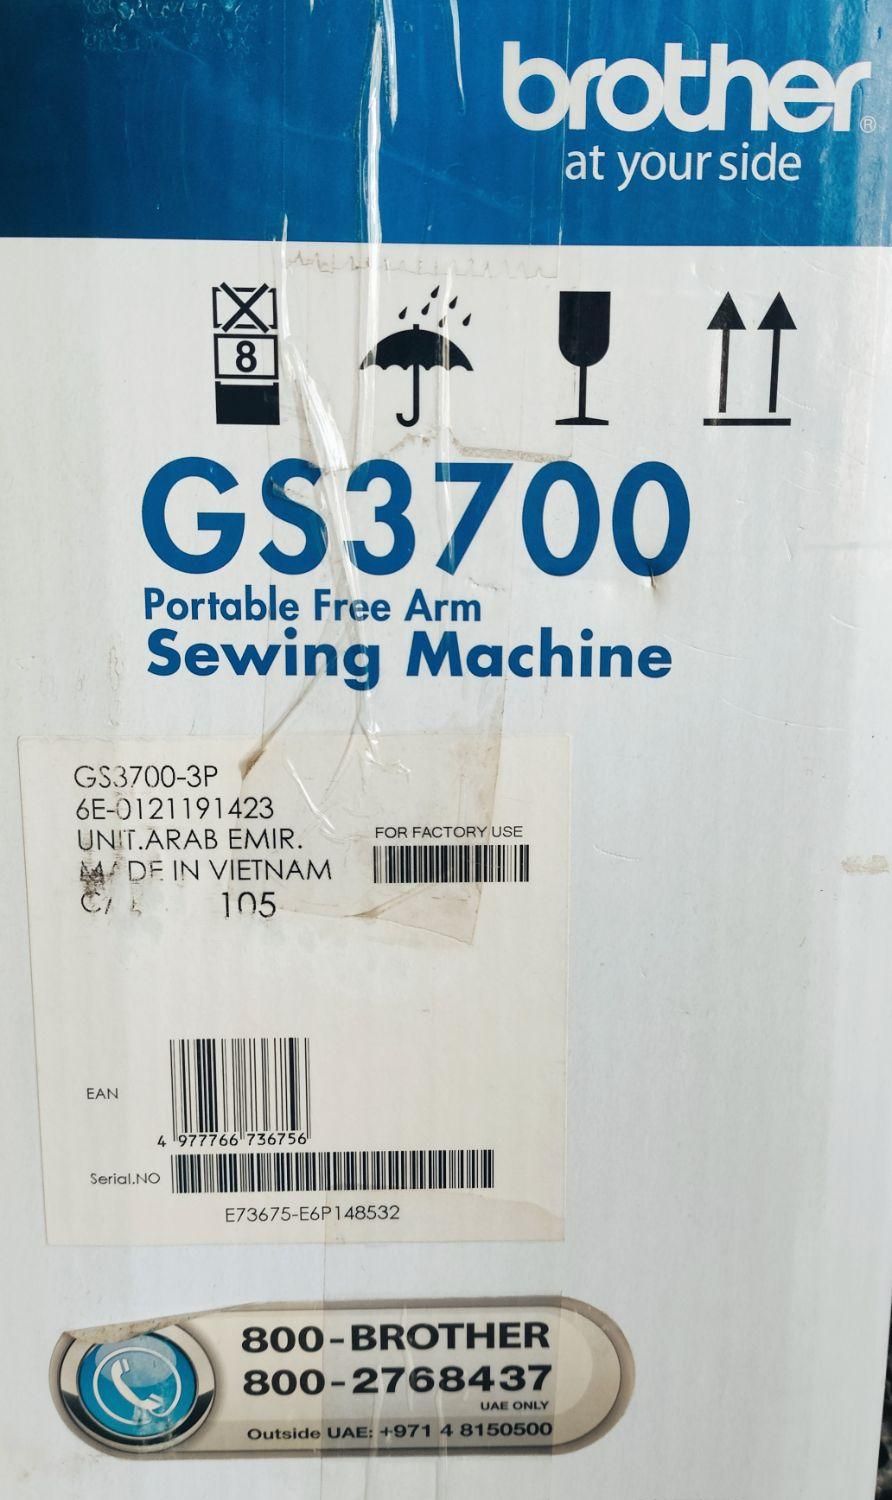 brother®
at your side
8
GS3700
Portable Free Arm
Sewing Machine
GS3700-3P
6E-0121191423
UNIT.ARAB EMIR.
FOR FACTORY USE
MADE IN VIETNAM
105
EAN
4 977766 736756
Serial.NO
E73675-E6P148532
800-BROTHER
800-2768437
UAE ONLY
Outside UAE: +971 4 8150500